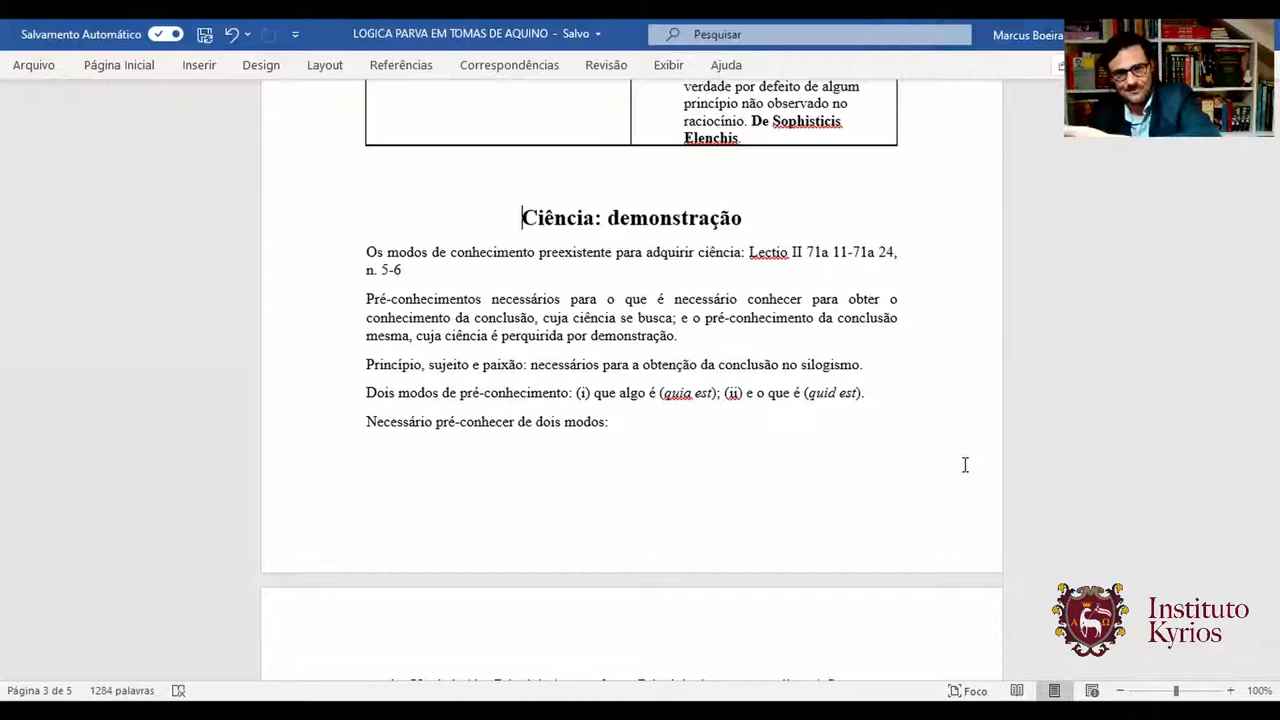 Salvamento Automático
LOGICA PARVA EM TOMAS DE AQUINO - Salvo
Pesquisar
Marcus Boeira
Arquivo Página Inicial Inserir Design Layout Referências Correspondências Revisão Exibir Ajuda
verdade por defeito de algum
princípio não observado no
raciocínio. De Sophisticis
Elenchis.
Ciência: demonstração
Os modos de conhecimento preexistente para adquirir ciência: Lectio II 71a 11-71a 24,
n. 5-6
Pré-conhecimentos necessários para o que é necessário conhecer para obter o
conhecimento da conclusão, cuja ciência se busca; e o pré-conhecimento da conclusão
mesma, cuja ciência é perquirida por demonstração.
Princípio, sujeito e paixão: necessários para a obtenção da conclusão no silogismo.
Dois modos de pré-conhecimento: (i) que algo é (quia est); (ii) e o que é (quid est).
Necessário pré-conhecer de dois modos:
Α Ω
Instituto
Kyrios
Página 3 de 5 1284 palavras
Foco
100%